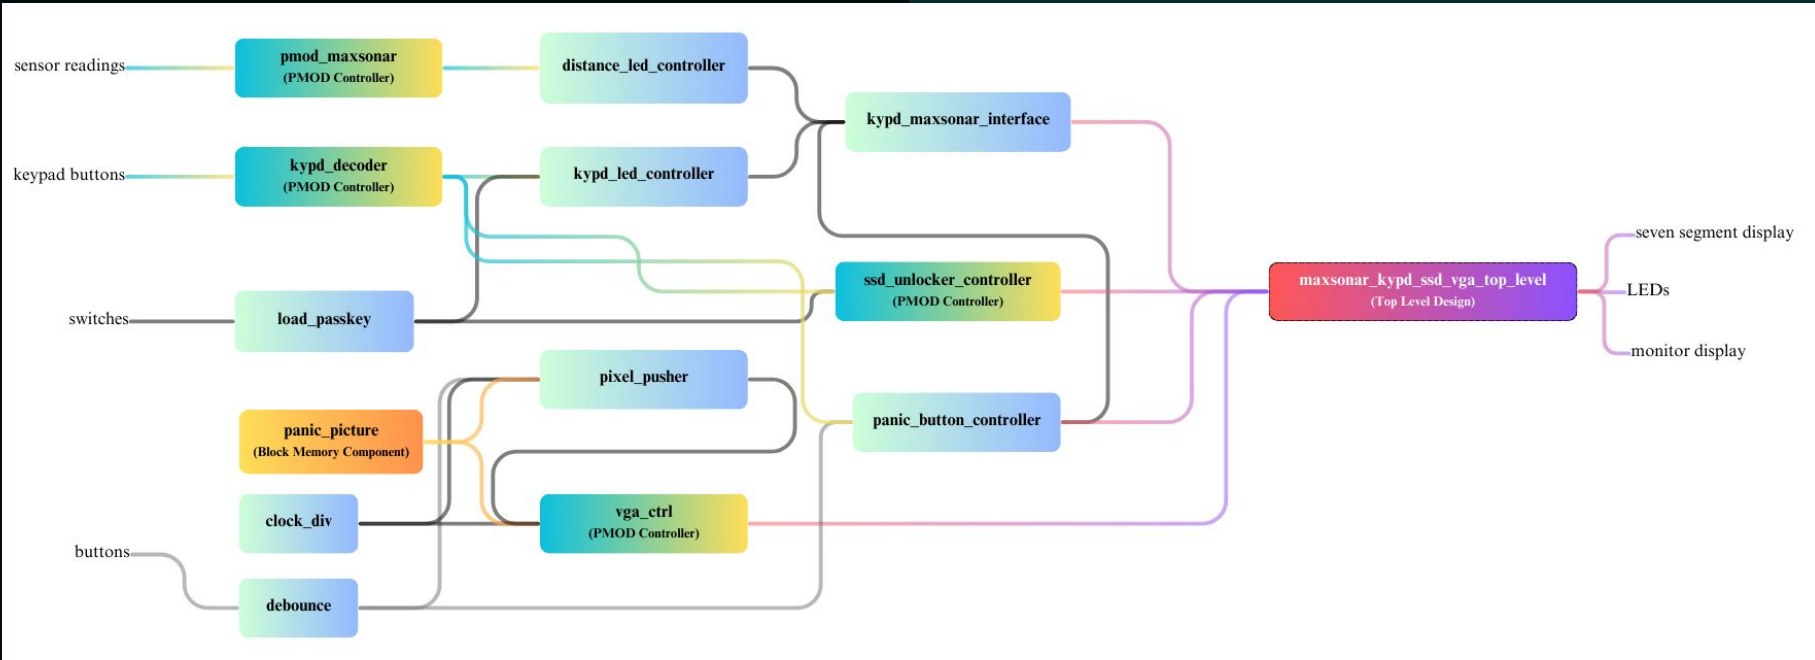 sensor readings
pmod_maxsonar
(PMOD Controller)
distance_led_controller
kypd_maxsonar_interface
keypad buttons
kypd_decoder
(PMOD Controller)
kypd_led_controller
switches
load_passkey
ssd_unlocker_controller
(PMOD Controller)
maxsonar_kypd_ssd_vga_top_level
(Top Level Design)
seven segment display
LEDs
monitor display
pixel_pusher
panic_picture
(Block Memory Component)
panic_button_controller
clock_div
vga_ctrl
(PMOD Controller)
buttons
debounce